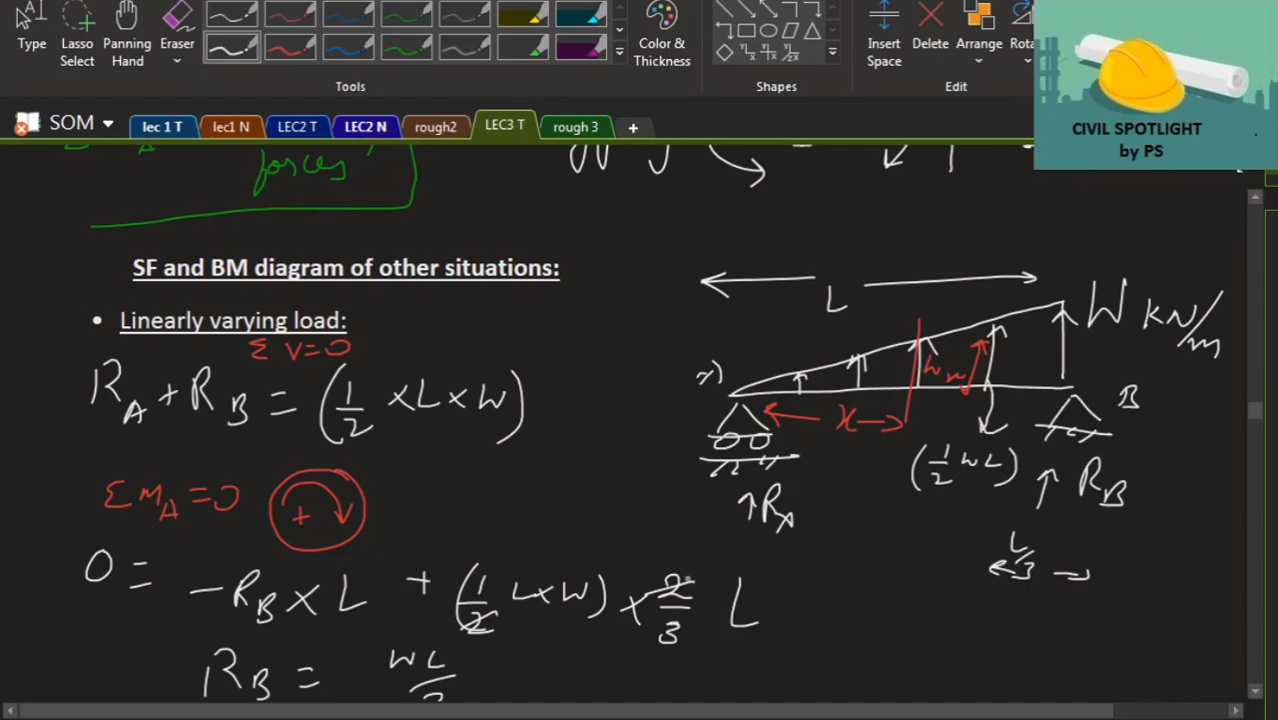 Type
Lasso
Select
Panning
Hand
Eraser
Color &
Thickness
Insert
Space
Delete
Arrange
Rota
Tools
Shapes
Edit
CIVIL SPOTLIGHT
by PS
SOM
lec 1 T
lec1 N
LEC2 T
LEC2 N
rough2
LEC3 T
rough 3
+
forces
SF and BM diagram of other situations:
• Linearly varying load:
Σ V=0
R_A + R_B = (1/2 × L × W)
Σ M_A = 0 +
0 = - R_B × L + (1/2 L × W) × 2/3 L
R_B = WL
L
W KN/m
x
B
(1/2 WL)
↑R_A
↑ R_B
L/3